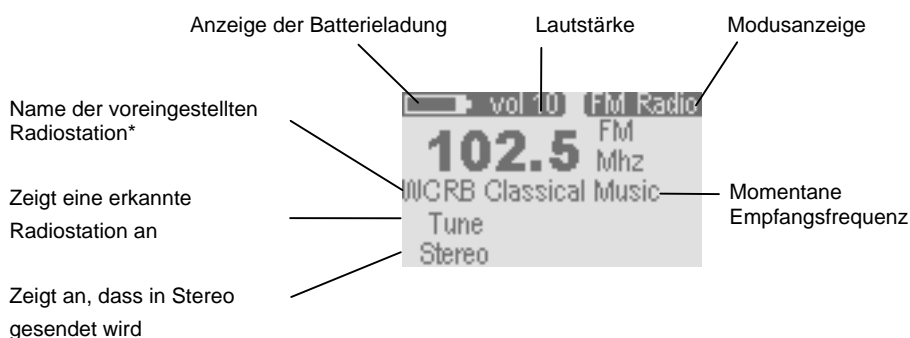 Anzeige der Batterieladung Lautstärke Modusanzeige
Name der voreingestellten
Radiostation*
vol 10 FM Radio
102.5 FM
Mhz
WCRB Classical Music
Zeigt eine erkannte
Radiostation an
Tune
Stereo
Momentane
Empfangsfrequenz
Zeigt an, dass in Stereo
gesendet wird